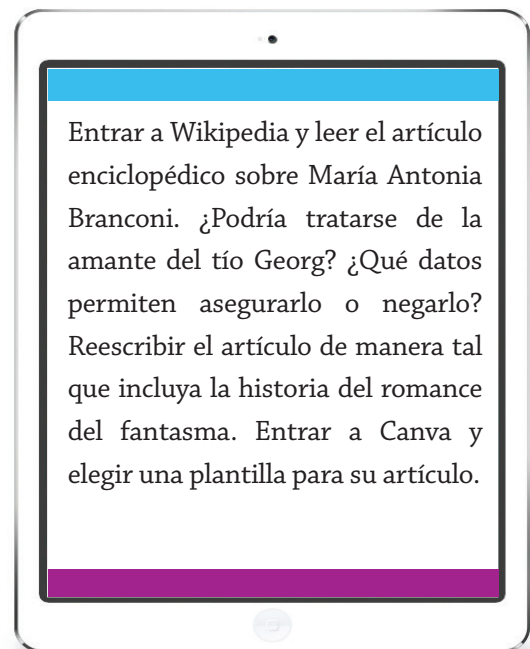 Entrar a Wikipedia y leer el artículo
enciclopédico sobre María Antonia
Branconi. ¿Podría tratarse de la
amante del tío Georg? ¿Qué datos
permiten asegurarlo o negarlo?
Reescribir el artículo de manera tal
que incluya la historia del romance
del fantasma. Entrar a Canva y
elegir una plantilla para su artículo.